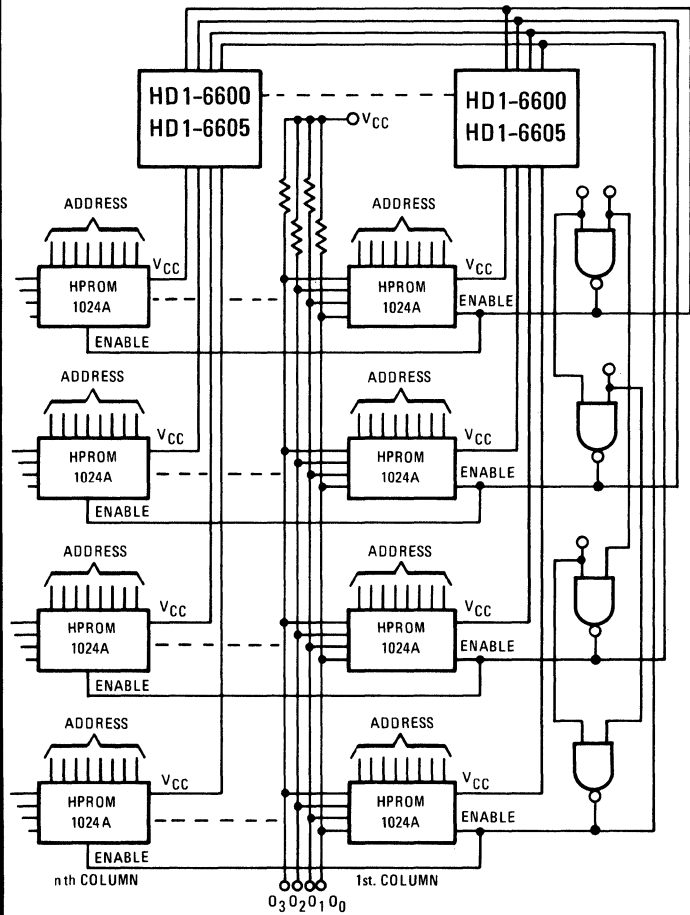 HD1-6600
HD1-6605
HD1-6600
HD1-6605
VCC
ADDRESS
ADDRESS
VCC
VCC
HPROM
1024A
HPROM
1024A
ENABLE
ENABLE
ADDRESS
ADDRESS
VCC
VCC
HPROM
1024A
HPROM
1024A
ENABLE
ENABLE
ADDRESS
ADDRESS
VCC
VCC
HPROM
1024A
HPROM
1024A
ENABLE
ENABLE
ADDRESS
ADDRESS
VCC
VCC
HPROM
1024A
HPROM
1024A
ENABLE
ENABLE
nth COLUMN
1st. COLUMN
O3 O2 O1 O0